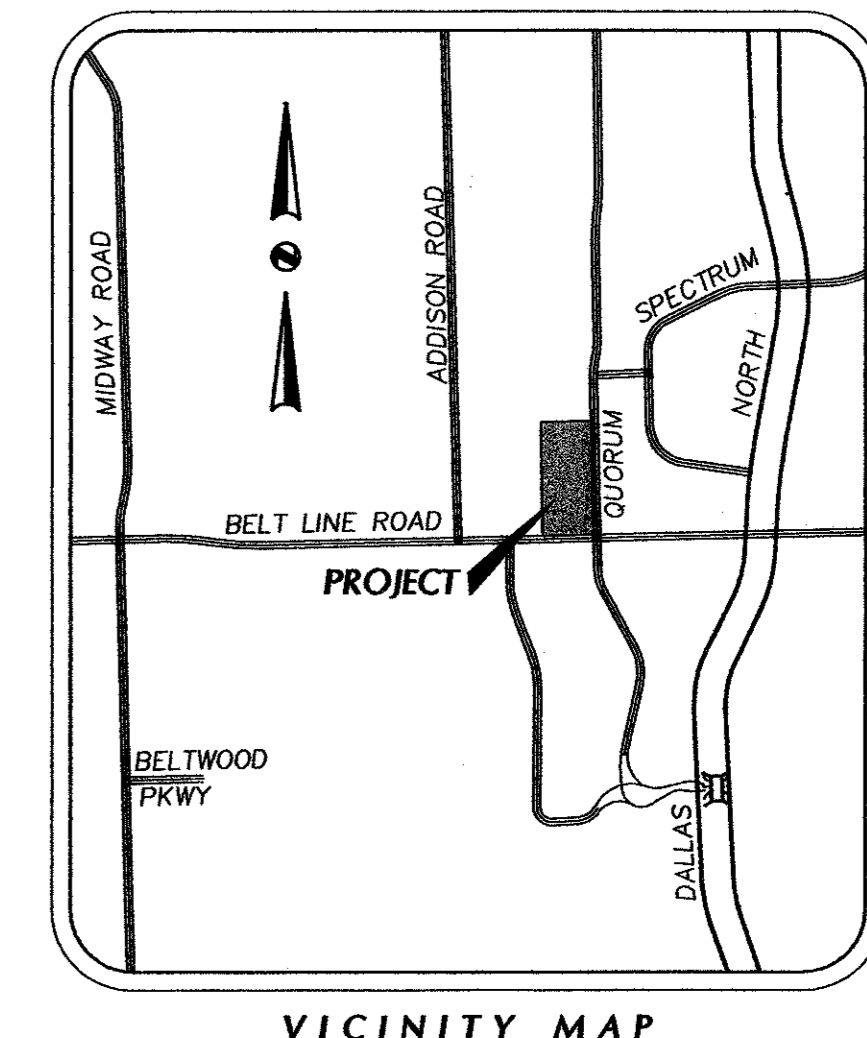 MIDWAY ROAD
ADDISON ROAD
SPECTRUM
NORTH
QUORUM
BELT LINE ROAD
PROJECT
BELTWOOD
PKWY
DALLAS
VICINITY MAP